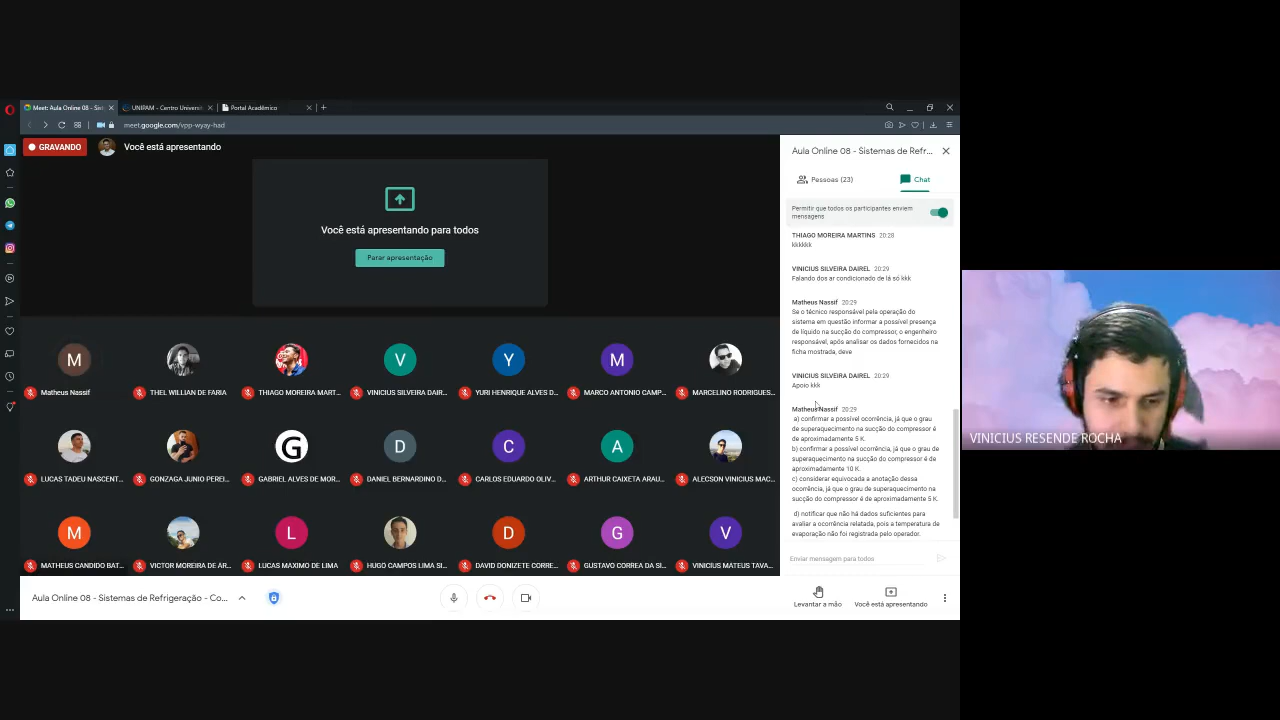 Meet: Aula Online 08 - Sis
UNIPAM - Centro Universi
Portal Acadêmico
meet.google.com/vpp-wyay-had
GRAVANDO
Você está apresentando
Você está apresentando para todos
Parar apresentação
M
V
Y
M
Matheus Nassif
THEL WILLIAN DE FARIA
THIAGO MOREIRA MART...
VINICIUS SILVEIRA DAIR...
YURI HENRIQUE ALVES D...
MARCO ANTONIO CAMP...
MARCELINO RODRIGUES...
G
D
C
A
LUCAS TADEU NASCENT...
GONZAGA JUNIO PEREI...
GABRIEL ALVES DE MOR...
DANIEL BERNARDINO D...
CARLOS EDUARDO OLIV...
ARTHUR CAIXETA ARAU...
ALECSON VINICIUS MAC...
M
L
D
G
V
MATHEUS CANDIDO BAT...
VICTOR MOREIRA DE AR...
LUCAS MAXIMO DE LIMA
HUGO CAMPOS LIMA SI...
DAVID DONIZETE CORRE...
GUSTAVO CORREA DA SI...
VINICIUS MATEUS TAVA...
Aula Online 08 - Sistemas de Refrigeração - Co...
Aula Online 08 - Sistemas de Refr...
Pessoas (23)
Chat
Permitir que todos os participantes enviem
mensagens
THIAGO MOREIRA MARTINS 20:28
kkkkkk
VINICIUS SILVEIRA DAIREL 20:29
Falando dos ar condicionado de lá só kkk
Matheus Nassif 20:29
Se o técnico responsável pela operação do
sistema em questão informar a possível presença
de líquido na sucção do compressor, o engenheiro
responsável, após analisar os dados fornecidos na
ficha mostrada, deve
VINICIUS SILVEIRA DAIREL 20:29
Apoio kkk
Matheus Nassif 20:29
a) confirmar a possível ocorrência, já que o grau
de superaquecimento na sucção do compressor é
de aproximadamente 5 K.
b) confirmar a possível ocorrência, já que o grau de
superaquecimento na sucção do compressor é de
aproximadamente 10 K.
c) considerar equivocada a anotação dessa
ocorrência, já que o grau de superaquecimento na
sucção do compressor é de aproximadamente 5 K.
d) notificar que não há dados suficientes para
avaliar a ocorrência relatada, pois a temperatura de
evaporação não foi registrada pelo operador.
Enviar mensagem para todos
Levantar a mão
Você está apresentando
VINICIUS RESENDE ROCHA